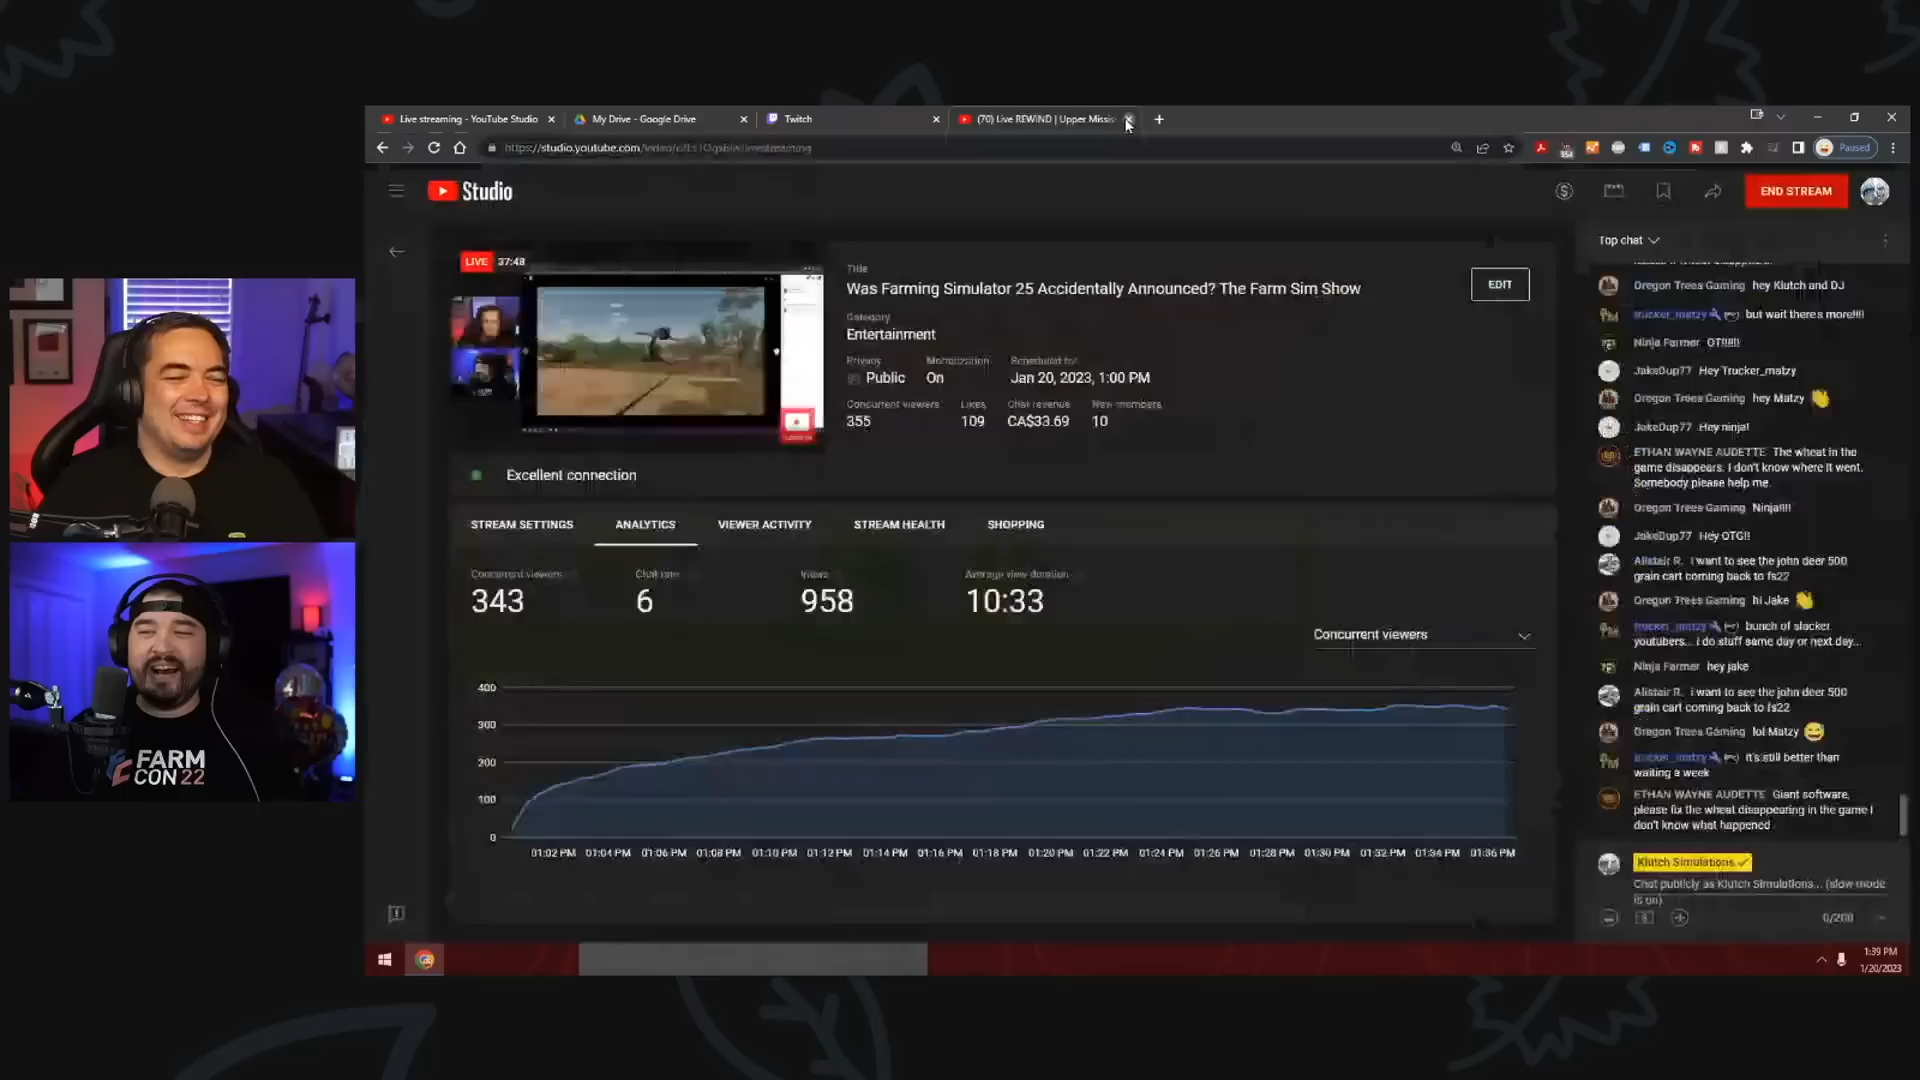 Live streaming - YouTube Studio
My Drive - Google Drive
Twitch
(70) Live REWIND | Upper Missis
Paused
Studio
END STREAM
LIVE 37:48
Title
Was Farming Simulator 25 Accidentally Announced? The Farm Sim Show
EDIT
Category
Entertainment
Privacy Monetization Scheduled for
Public On Jan 20, 2023, 1:00 PM
Concurrent viewers Likes Chat revenue New members
355 109 CA$33.69 10
Excellent connection
STREAM SETTINGS ANALYTICS VIEWER ACTIVITY STREAM HEALTH SHOPPING
Concurrent viewers Chat rate Views Average view duration
343 6 958 10:33
Concurrent viewers
400
300
200
100
0
01:02 PM 01:04 PM 01:06 PM 01:08 PM 01:10 PM 01:12 PM 01:14 PM 01:16 PM 01:18 PM 01:20 PM 01:22 PM 01:24 PM 01:26 PM 01:28 PM 01:30 PM 01:32 PM 01:34 PM 01:36 PM
Top chat
Oregon Trees Gaming hey Klutch and DJ
trucker_matzy but wait theres more!!!!
Ninja Farmer OTG!!!!
JakeDup77 Hey Trucker_matzy
Oregon Trees Gaming hey Matzy 👏
JakeDup77 Hey ninja!
ETHAN WAYNE AUDETTE The wheat in the
game disappears. I don't know where it went.
Somebody please help me.
Oregon Trees Gaming Ninja!!!!
JakeDup77 Hey OTG!!
Alistair R. i want to see the john deer 500
grain cart coming back to fs22
Oregon Trees Gaming hi Jake 👏
trucker_matzy bunch of slacker
youtubers... i do stuff same day or next day...
Ninja Farmer hey jake
Alistair R. i want to see the john deer 500
grain cart coming back to fs22
Oregon Trees Gaming lol Matzy 😅
trucker_matzy it's still better than
waiting a week
ETHAN WAYNE AUDETTE Giant software,
please fix the wheat disappearing in the game I
don't know what happened
Klutch Simulations
Chat publicly as Klutch Simulations... (slow mode
is on)
0/200
1:39 PM
1/20/2023
FARM
CON 22